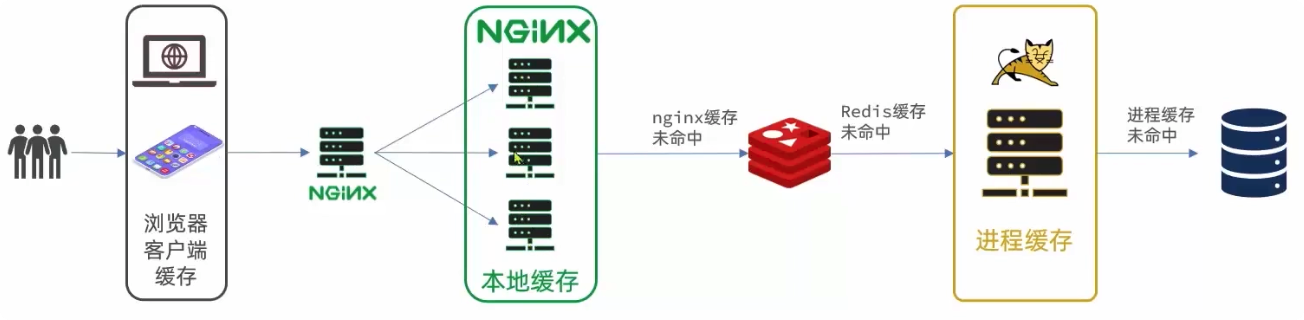 浏览器
客户端
缓存
NGINX
NGINX
本地缓存
nginx缓存
未命中
Redis缓存
未命中
进程缓存
进程缓存
未命中